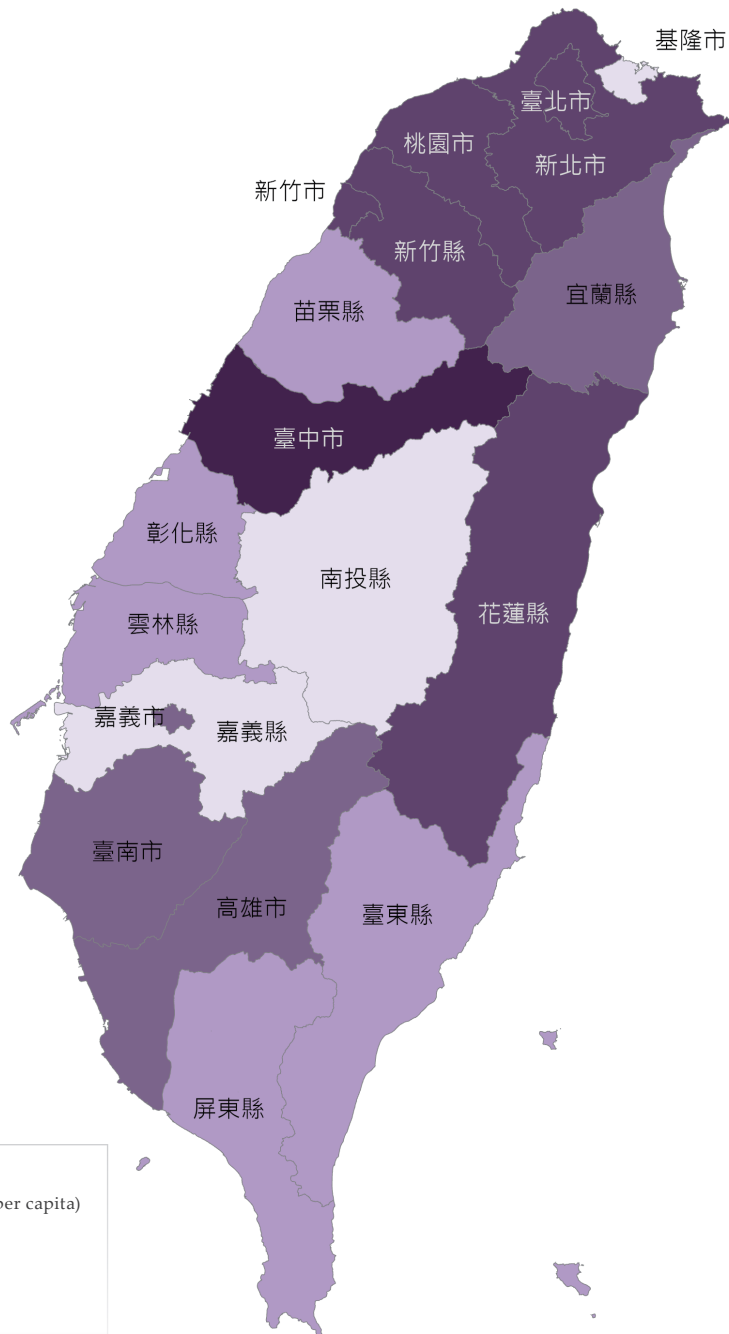 基隆市
臺北市
桃園市
新北市
新竹市
新竹縣
宜蘭縣
苗栗縣
臺中市
彰化縣
南投縣
花蓮縣
雲林縣
嘉義市
嘉義縣
臺南市
高雄市
臺東縣
屏東縣
per capita)